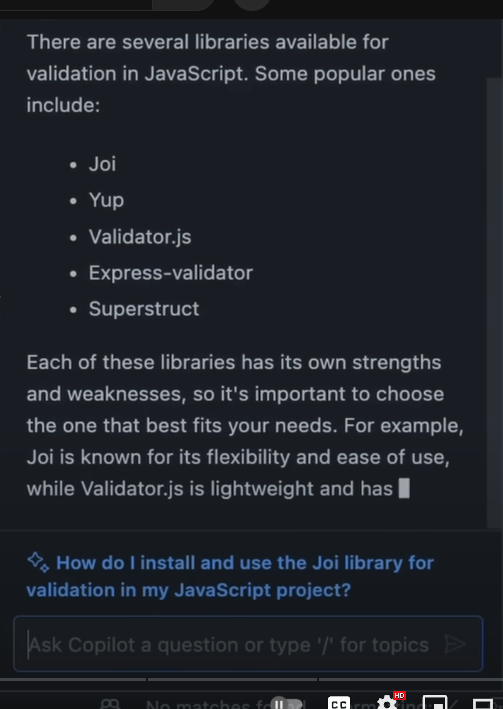 There are several libraries available for
validation in JavaScript. Some popular ones
include:
• Joi
• Yup
• Validator.js
• Express-validator
• Superstruct
Each of these libraries has its own strengths
and weaknesses, so it's important to choose
the one that best fits your needs. For example,
Joi is known for its flexibility and ease of use,
while Validator.js is lightweight and has
How do I install and use the Joi library for
validation in my JavaScript project?
Ask Copilot a question or type '/' for topics
No matches
CC
HD